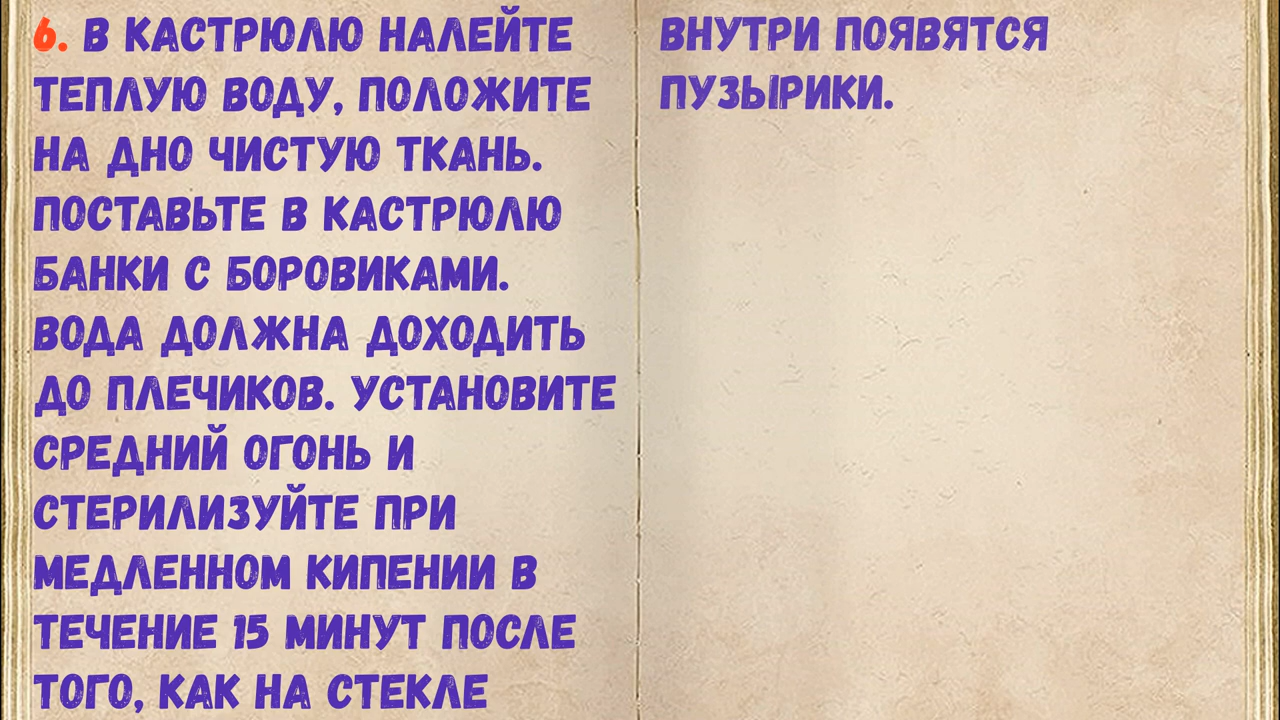 6. В КАСТРЮЛЮ НАЛЕЙТЕ
ТЕПЛУЮ ВОДУ, ПОЛОЖИТЕ
НА ДНО ЧИСТУЮ ТКАНЬ.
ПОСТАВЬТЕ В КАСТРЮЛЮ
БАНКИ С БОРОВИКАМИ.
ВОДА ДОЛЖНА ДОХОДИТЬ
ДО ПЛЕЧИКОВ. УСТАНОВИТЕ
СРЕДНИЙ ОГОНЬ И
СТЕРИЛИЗУЙТЕ ПРИ
МЕДЛЕННОМ КИПЕНИИ В
ТЕЧЕНИЕ 15 МИНУТ ПОСЛЕ
ТОГО, КАК НА СТЕКЛЕ
ВНУТРИ ПОЯВЯТСЯ
ПУЗЫРИКИ.